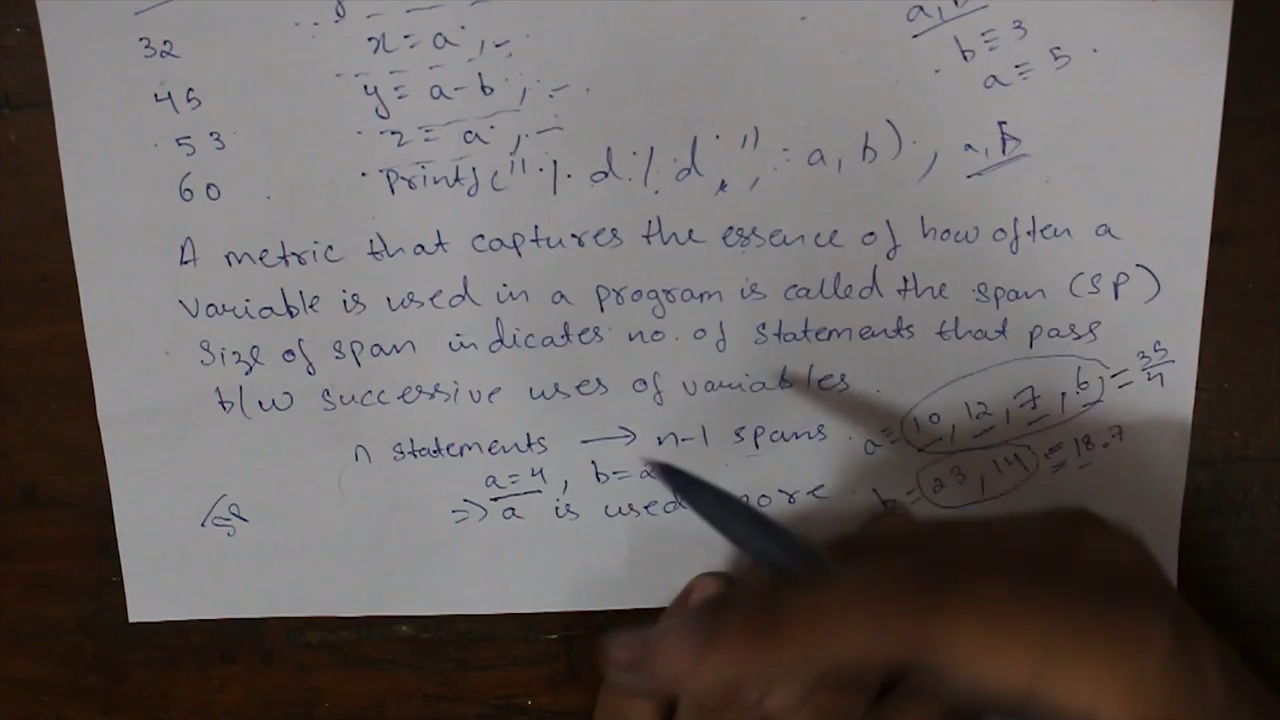 a, b
32 x = a;
b = 3
45 y = a - b;
a = 5
53 z = a;
60 printf("%d%d", a, b); a, b
A metric that captures the essence of how often a
variable is used in a program is called the span (SP)
Size of span indicates no. of statements that pass
b/w successive uses of variables.
n statements → n-1 spans.
a = 10, 12, 7, 6 = 35/4
a = 4, b = 2
b = 23, 14 = 18.7
=> a is used more